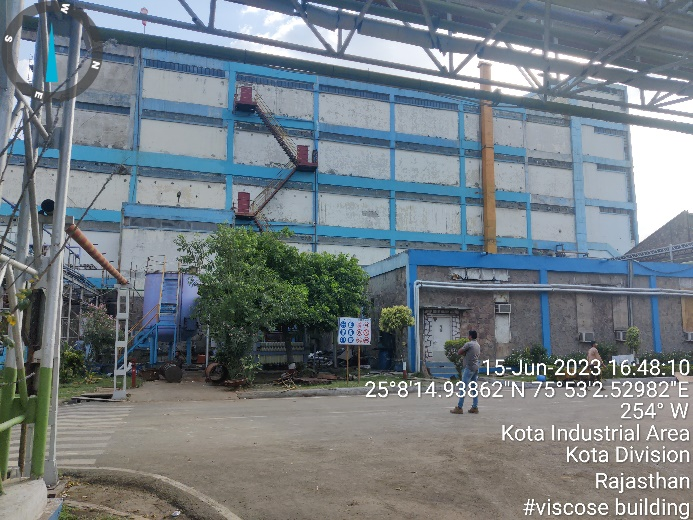 15-Jun-2023 16:48:10
25°8'14.93862"N 75°53'2.52982"E
254° W
Kota Industrial Area
Kota Division
Rajasthan
#viscose building